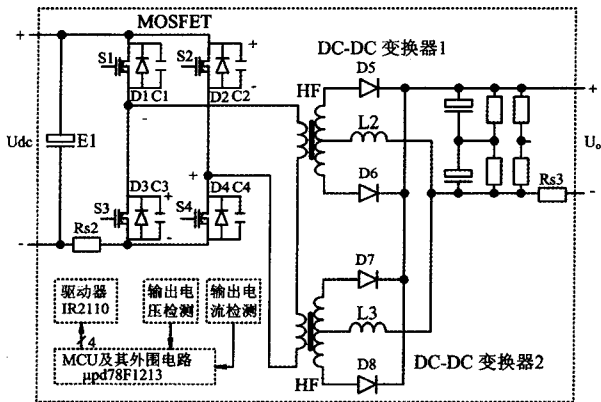 MOSFET
DC-DC 变换器1
+
S1
S2
+
-
D1 C1
D2 C2
HF
D5
L2
D6
+
Udc
E1
-
+
Uo
D3 C3
+
D4 C4
S3
S4
-
Rs2
-
Rs3
-
驱动器
IR2110
输出电
压检测
输出电
流检测
4
MCU及其外围电路
μpd78F1213
D7
L3
D8
HF
DC-DC 变换器2